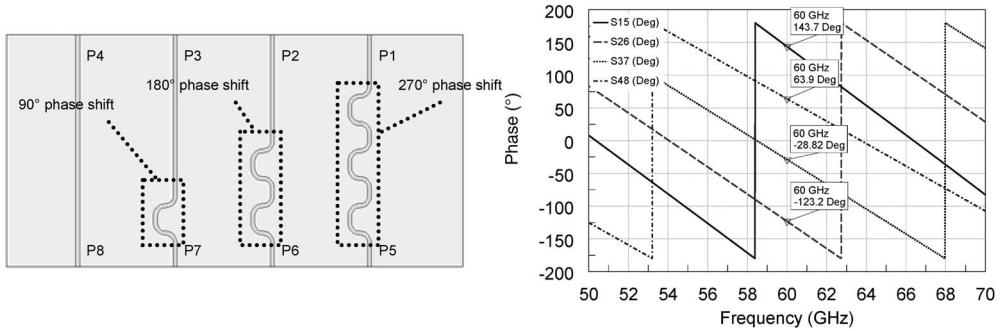 P4 P3 P2 P1
180° phase shift 270° phase shift
90° phase shift
P8 P7 P6 P5
200
150
100
50
0
-50
-100
-150
-200
Phase (°)
S15 (Deg)
S26 (Deg)
S37 (Deg)
S48 (Deg)
60 GHz
143.7 Deg
60 GHz
63.9 Deg
60 GHz
-28.82 Deg
60 GHz
-123.2 Deg
50 52 54 56 58 60 62 64 66 68 70
Frequency (GHz)